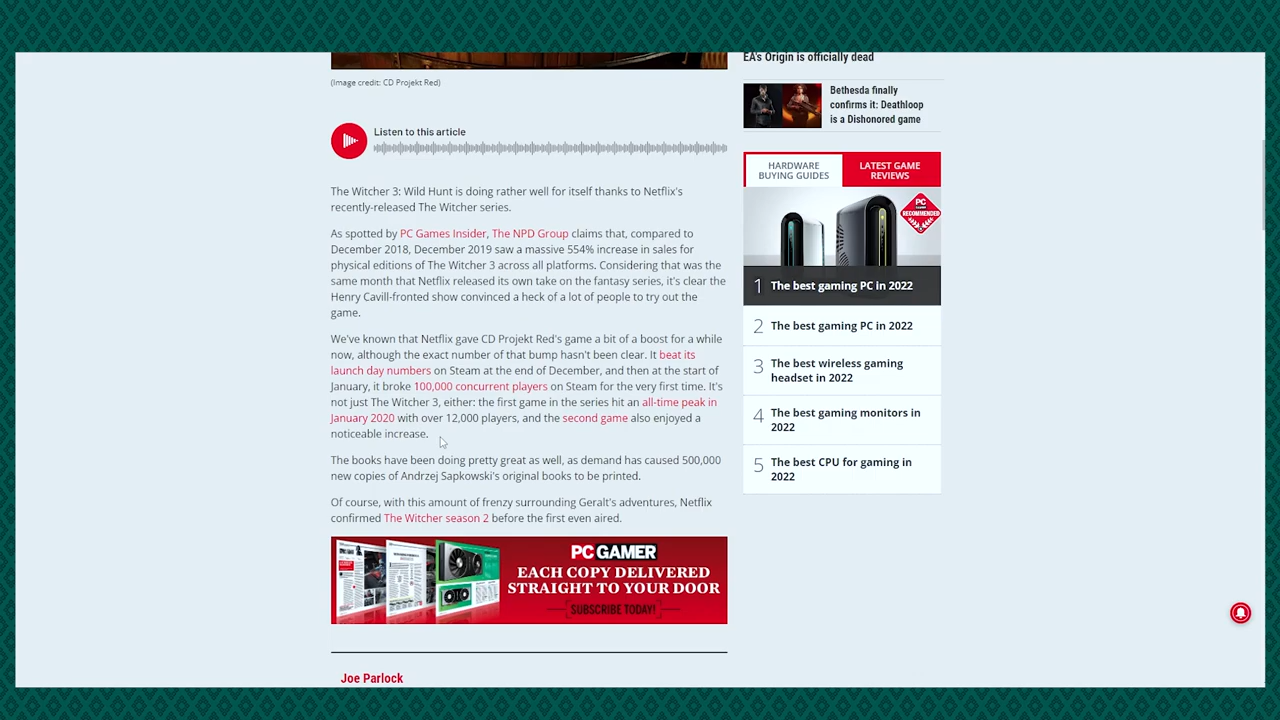 (Image credit: CD Projekt Red)
Listen to this article
The Witcher 3: Wild Hunt is doing rather well for itself thanks to Netflix's
recently-released The Witcher series.
As spotted by PC Games Insider, The NPD Group claims that, compared to
December 2018, December 2019 saw a massive 554% increase in sales for
physical editions of The Witcher 3 across all platforms. Considering that was the
same month that Netflix released its own take on the fantasy series, it's clear the
Henry Cavill-fronted show convinced a heck of a lot of people to try out the
game.
We've known that Netflix gave CD Projekt Red's game a bit of a boost for a while
now, although the exact number of that bump hasn't been clear. It beat its
launch day numbers on Steam at the end of December, and then at the start of
January, it broke 100,000 concurrent players on Steam for the very first time. It's
not just The Witcher 3, either: the first game in the series hit an all-time peak in
January 2020 with over 12,000 players, and the second game also enjoyed a
noticeable increase.
The books have been doing pretty great as well, as demand has caused 500,000
new copies of Andrzej Sapkowski's original books to be printed.
Of course, with this amount of frenzy surrounding Geralt's adventures, Netflix
confirmed The Witcher season 2 before the first even aired.
PC GAMER
EACH COPY DELIVERED
STRAIGHT TO YOUR DOOR
SUBSCRIBE TODAY!
Joe Parlock
EA's Origin is officially dead
Bethesda finally
confirms it: Deathloop
is a Dishonored game
HARDWARE
BUYING GUIDES
LATEST GAME
REVIEWS
PC
GAMER
RECOMMENDED
1 The best gaming PC in 2022
2 The best gaming PC in 2022
3 The best wireless gaming
headset in 2022
4 The best gaming monitors in
2022
5 The best CPU for gaming in
2022